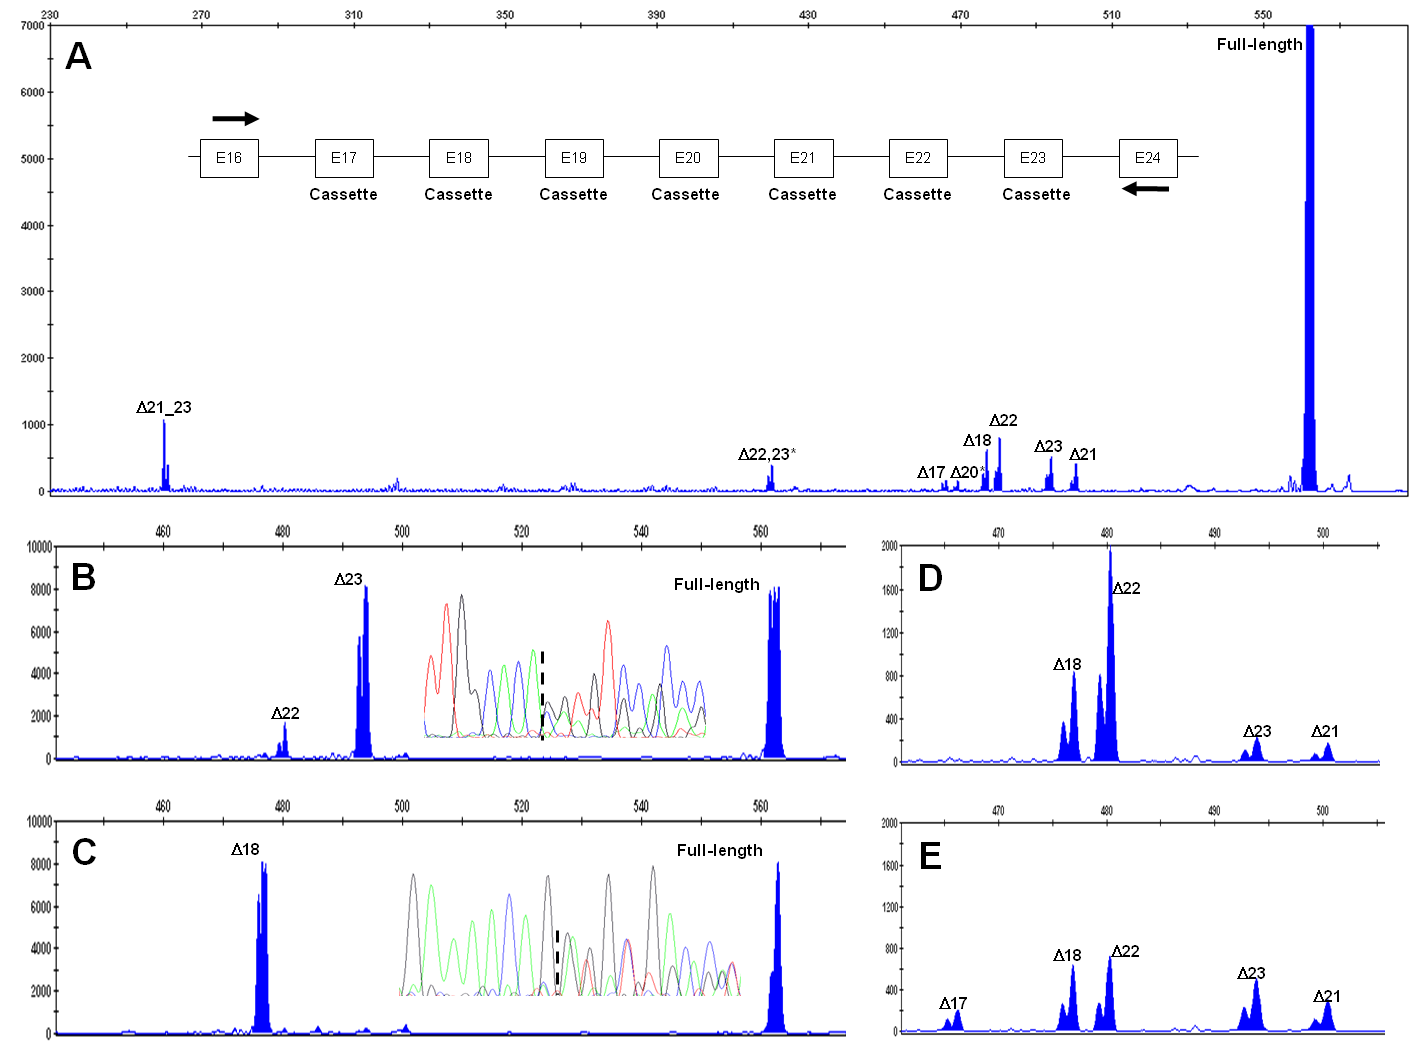 230 270 310 350 390 430 470 510 550
7000
6000
5000
4000
3000
2000
1000
0
A
Full-length
E16 E17 E18 E19 E20 E21 E22 E23 E24
Cassette Cassette Cassette Cassette Cassette Cassette Cassette
Δ21_23
Δ22,23*
Δ17
Δ20*
Δ18
Δ22
Δ23
Δ21
460 480 500 520 540 560
10000
8000
6000
4000
2000
0
B
Δ22
Δ23
Full-length
470 480 490 500
2000
1600
1200
800
400
0
D
Δ18
Δ22
Δ23
Δ21
460 480 500 520 540 560
10000
8000
6000
4000
2000
0
C
Δ18
Full-length
470 480 490 500
2000
1600
1200
800
400
0
E
Δ17
Δ18
Δ22
Δ23
Δ21